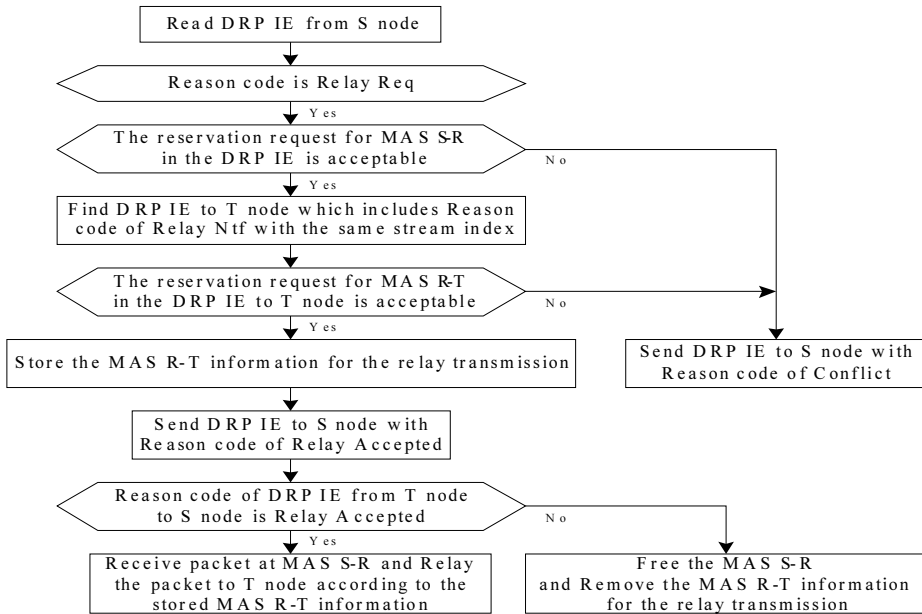 Read DRP IE from S node
Reason code is Relay Req
Yes
The reservation request for MAS S-R
in the DRP IE is acceptable
No
Yes
Find DRP IE to T node which includes Reason
code of Relay Ntf with the same stream index
The reservation request for MAS R-T
in the DRP IE to T node is acceptable
No
Yes
Store the MAS R-T information for the relay transmission
Send DRP IE to S node with
Reason code of Conflict
Send DRP IE to S node with
Reason code of Relay Accepted
Reason code of DRP IE from T node
to S node is Relay Accepted
No
Yes
Receive packet at MAS S-R and Relay
the packet to T node according to the
stored MAS R-T information
Free the MAS S-R
and Remove the MAS R-T information
for the relay transmission